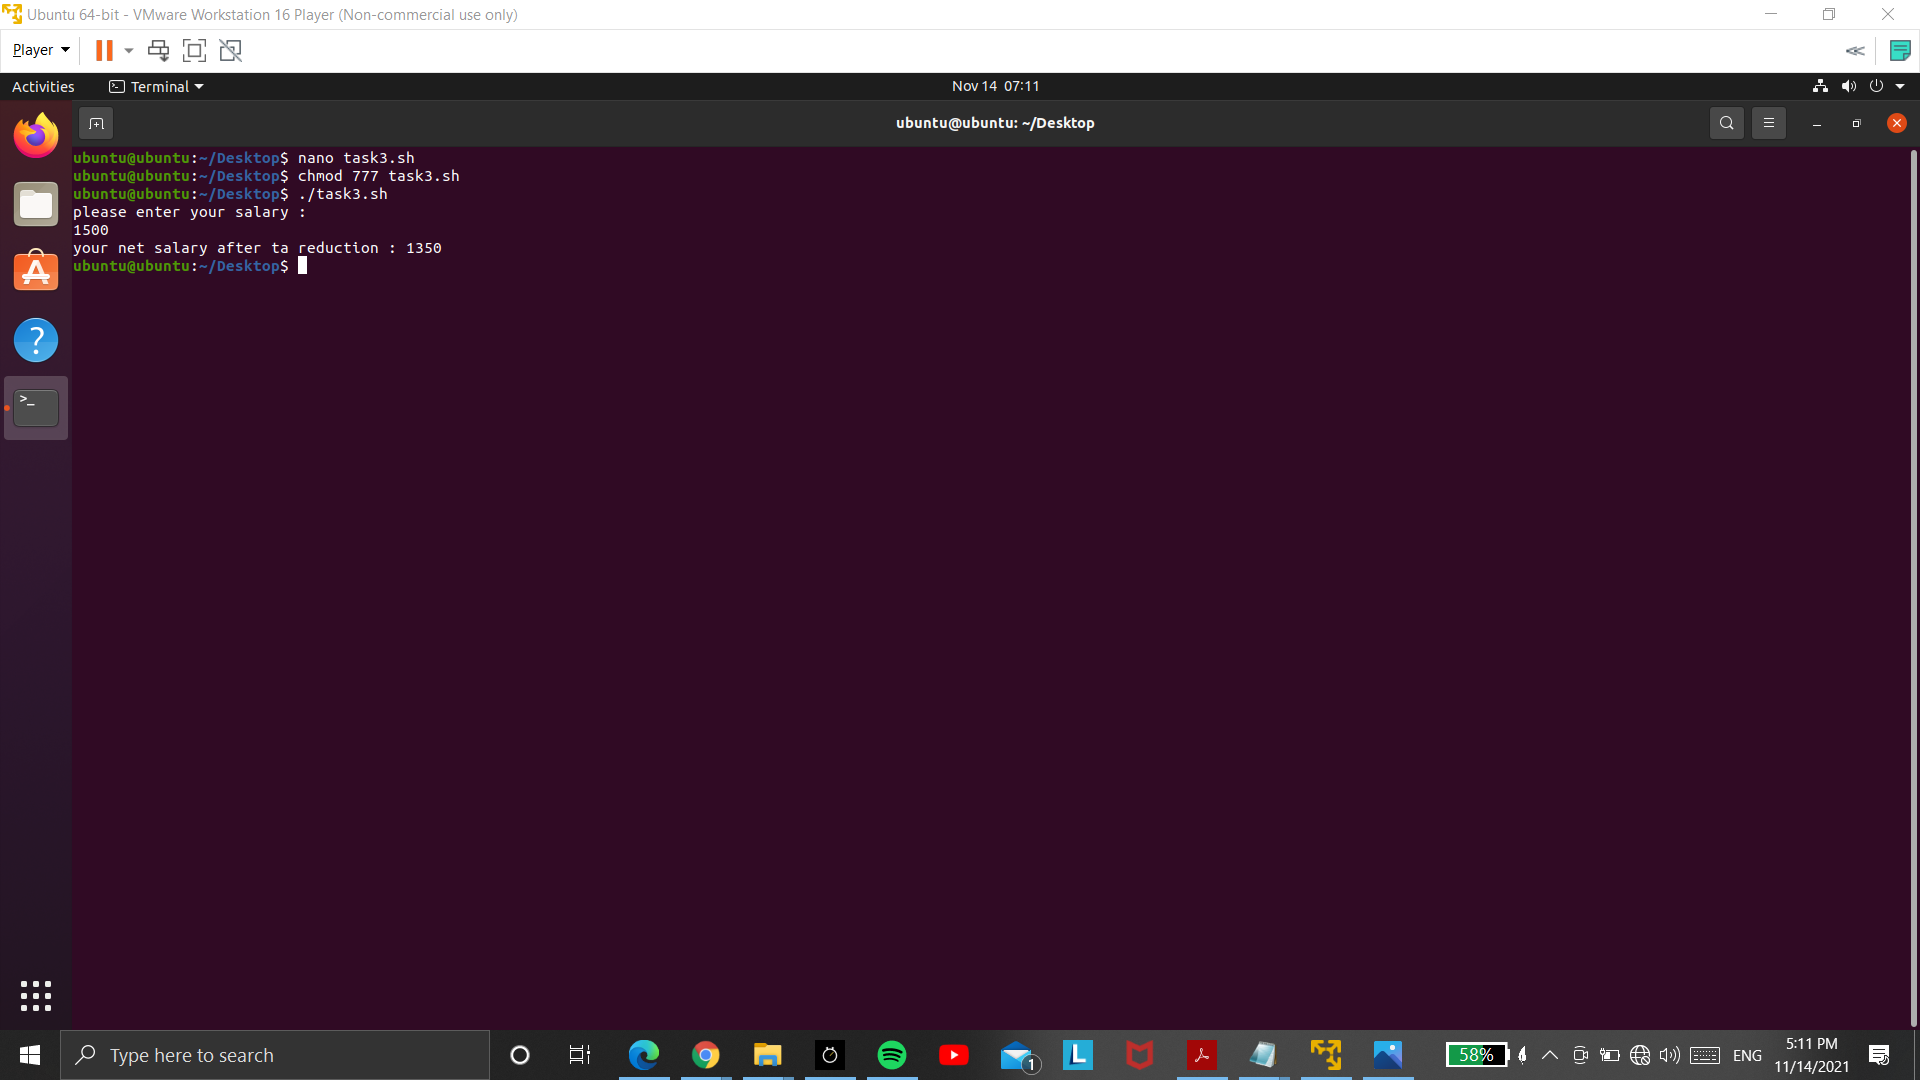 Ubuntu 64-bit - VMware Workstation 16 Player (Non-commercial use only)
Player
Activities
Terminal
Nov 14 07:11
ubuntu@ubuntu: ~/Desktop
ubuntu@ubuntu:~/Desktop$ nano task3.sh
ubuntu@ubuntu:~/Desktop$ chmod 777 task3.sh
ubuntu@ubuntu:~/Desktop$ ./task3.sh
please enter your salary :
1500
your net salary after ta reduction : 1350
ubuntu@ubuntu:~/Desktop$
Type here to search
1
L
58%
ENG
5:11 PM
11/14/2021